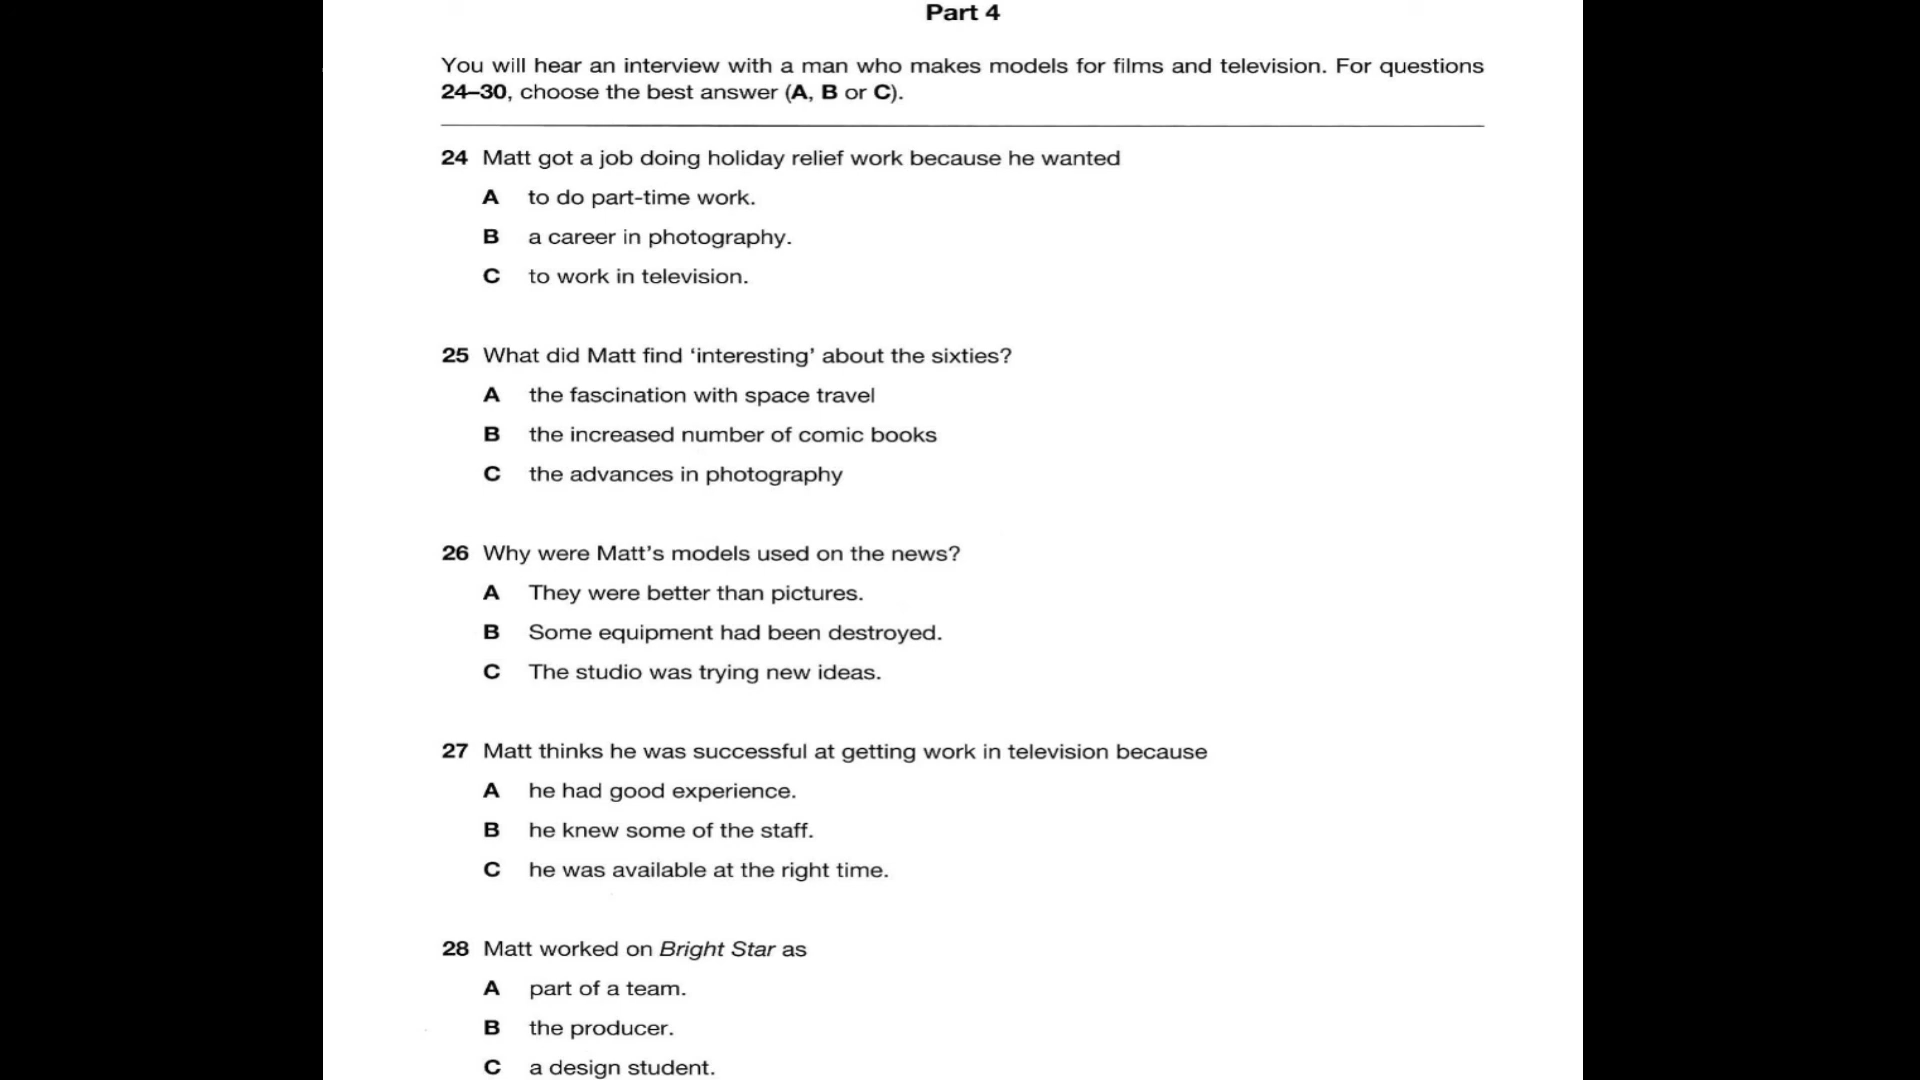 Part 4
You will hear an interview with a man who makes models for films and television. For questions
24–30, choose the best answer (A, B or C).
24 Matt got a job doing holiday relief work because he wanted
A to do part-time work.
B a career in photography.
C to work in television.
25 What did Matt find ‘interesting’ about the sixties?
A the fascination with space travel
B the increased number of comic books
C the advances in photography
26 Why were Matt’s models used on the news?
A They were better than pictures.
B Some equipment had been destroyed.
C The studio was trying new ideas.
27 Matt thinks he was successful at getting work in television because
A he had good experience.
B he knew some of the staff.
C he was available at the right time.
28 Matt worked on Bright Star as
A part of a team.
B the producer.
C a design student.